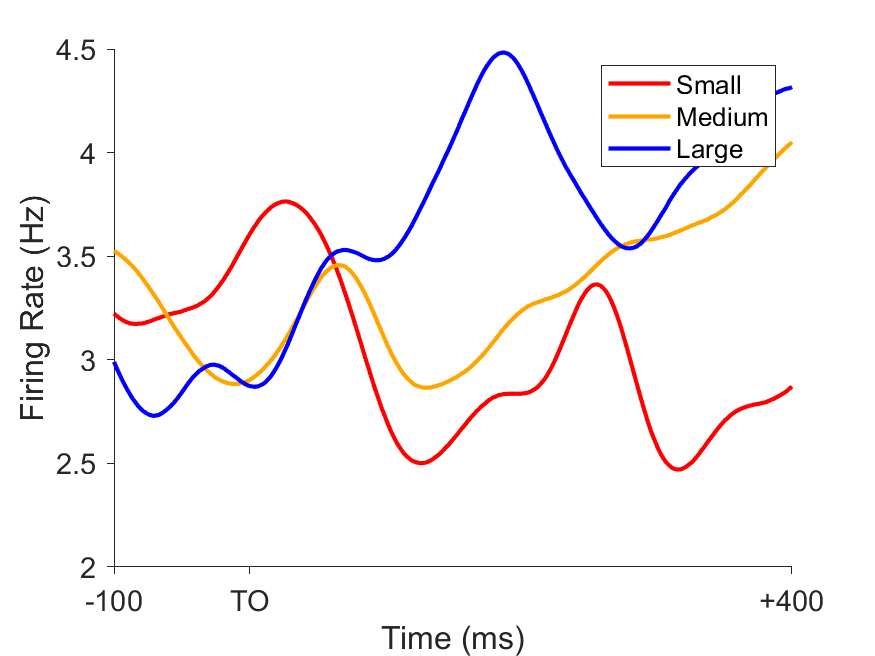 4.5
4
3.5
3
2.5
2
Firing Rate (Hz)
Small
Medium
Large
-100
TO
+400
Time (ms)